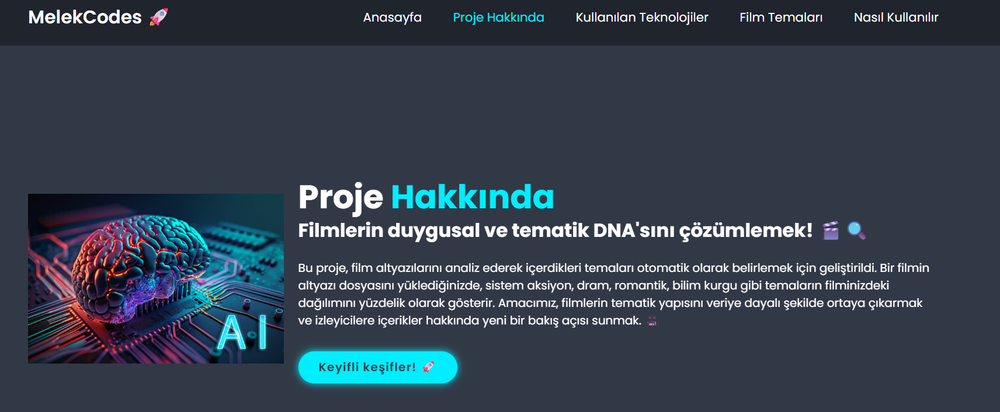 MelekCodes 🚀
Anasayfa
Proje Hakkında
Kullanılan Teknolojiler
Film Temaları
Nasıl Kullanılır
Proje Hakkında
Filmlerin duygusal ve tematik DNA'sını çözümlemek! 🎬 🔍
Bu proje, film altyazılarını analiz ederek içerdikleri temaları otomatik olarak belirlemek için geliştirildi. Bir filmin
altyazı dosyasını yüklediğinizde, sistem aksiyon, dram, romantik, bilim kurgu gibi temaların filminizdeki
dağılımını yüzdelik olarak gösterir. Amacımız, filmlerin tematik yapısını veriye dayalı şekilde ortaya çıkarmak
ve izleyicilere içerikler hakkında yeni bir bakış açısı sunmak. 🎥
AI
Keyifli keşifler! 🚀